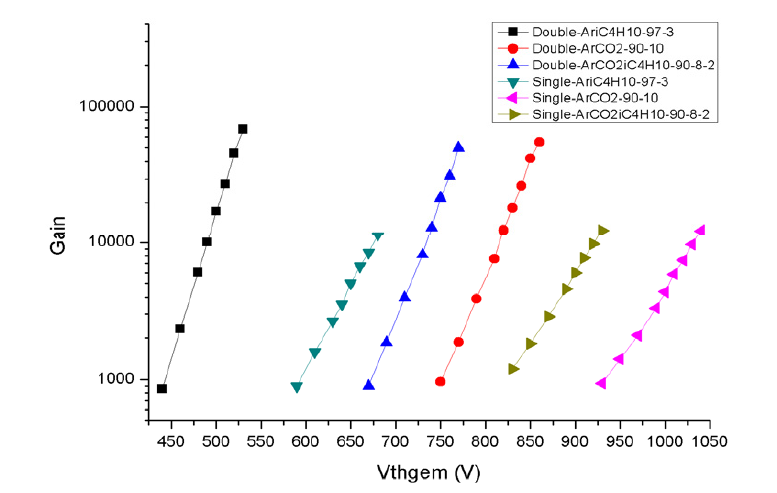 Double-AriC4H10-97-3
Double-ArCO2-90-10
Double-ArCO2iC4H10-90-8-2
Single-AriC4H10-97-3
Single-ArCO2-90-10
Single-ArCO2iC4H10-90-8-2
100000
10000
1000
Gain
450 500 550 600 650 700 750 800 850 900 950 1000 1050
Vthgem (V)